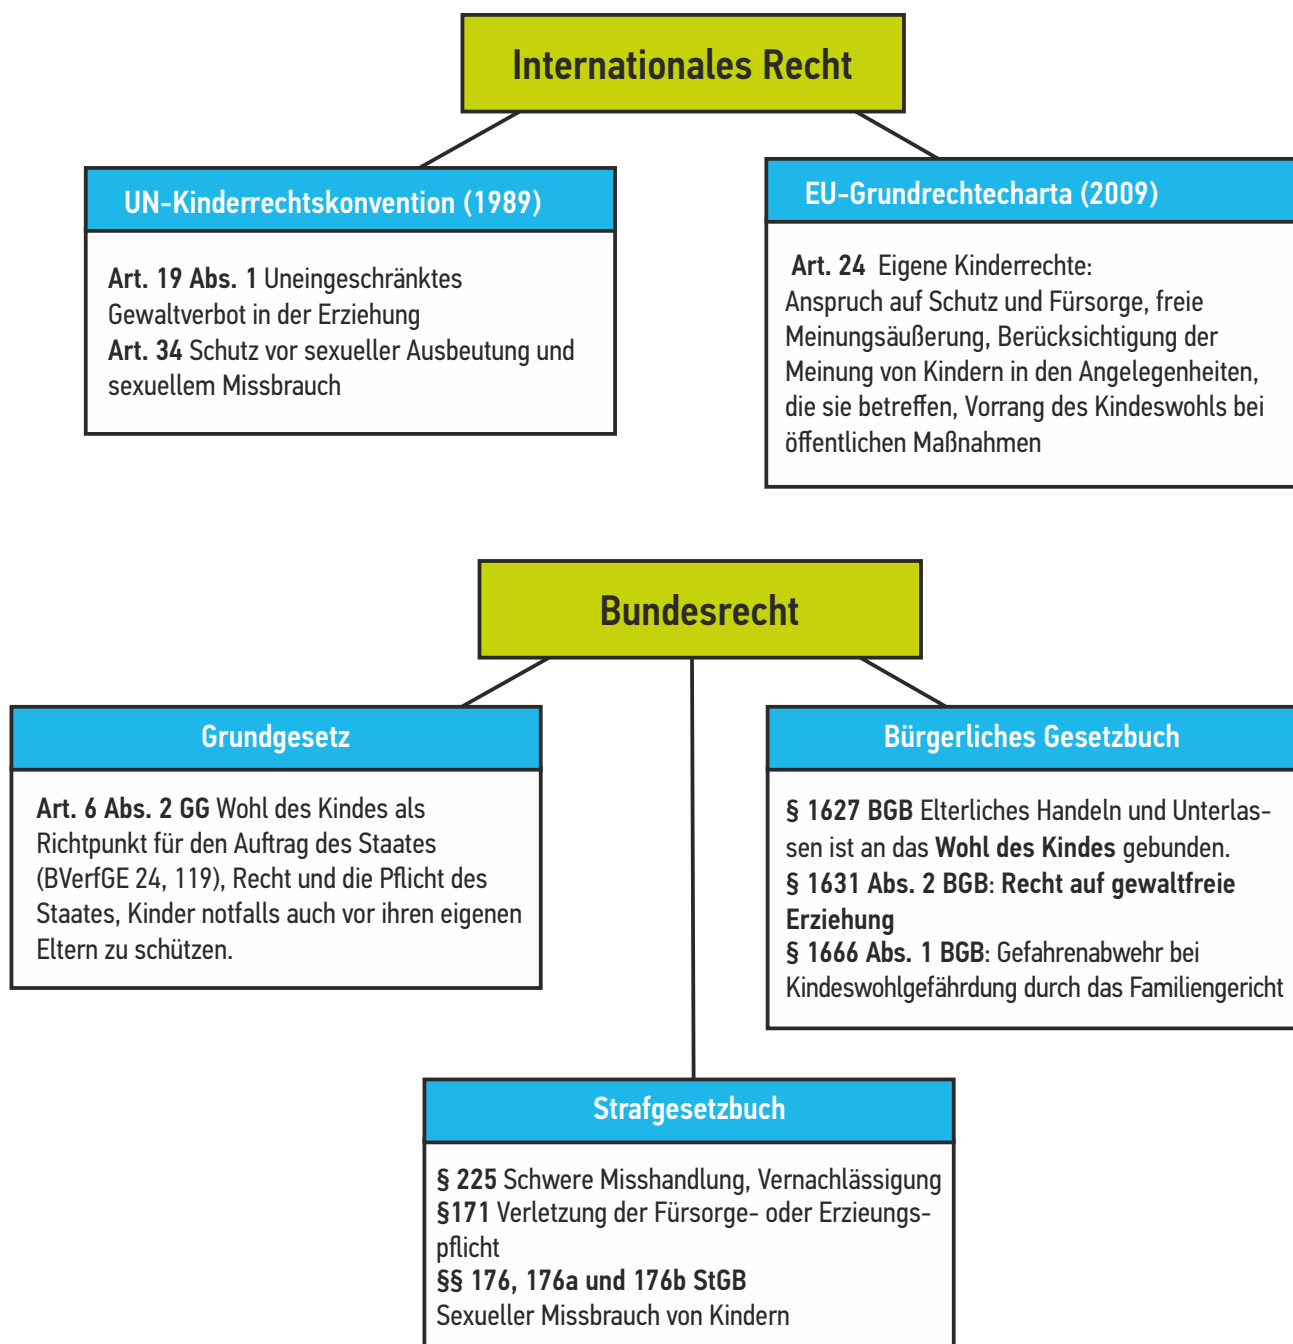 Internationales Recht
UN-Kinderrechtskonvention (1989)
Art. 19 Abs. 1 Uneingeschränktes
Gewaltverbot in der Erziehung
Art. 34 Schutz vor sexueller Ausbeutung und
sexuellem Missbrauch
EU-Grundrechtecharta (2009)
Art. 24 Eigene Kinderrechte:
Anspruch auf Schutz und Fürsorge, freie
Meinungsäußerung, Berücksichtigung der
Meinung von Kindern in den Angelegenheiten,
die sie betreffen, Vorrang des Kindeswohls bei
öffentlichen Maßnahmen
Bundesrecht
Grundgesetz
Art. 6 Abs. 2 GG Wohl des Kindes als
Richtpunkt für den Auftrag des Staates
(BVerfGE 24, 119), Recht und die Pflicht des
Staates, Kinder notfalls auch vor ihren eigenen
Eltern zu schützen.
Bürgerliches Gesetzbuch
§ 1627 BGB Elterliches Handeln und Unterlas-
sen ist an das Wohl des Kindes gebunden.
§ 1631 Abs. 2 BGB: Recht auf gewaltfreie
Erziehung
§ 1666 Abs. 1 BGB: Gefahrenabwehr bei
Kindeswohlgefährdung durch das Familiengericht
Strafgesetzbuch
§ 225 Schwere Misshandlung, Vernachlässigung
§171 Verletzung der Fürsorge- oder Erzieungs-
pflicht
§§ 176, 176a und 176b StGB
Sexueller Missbrauch von Kindern